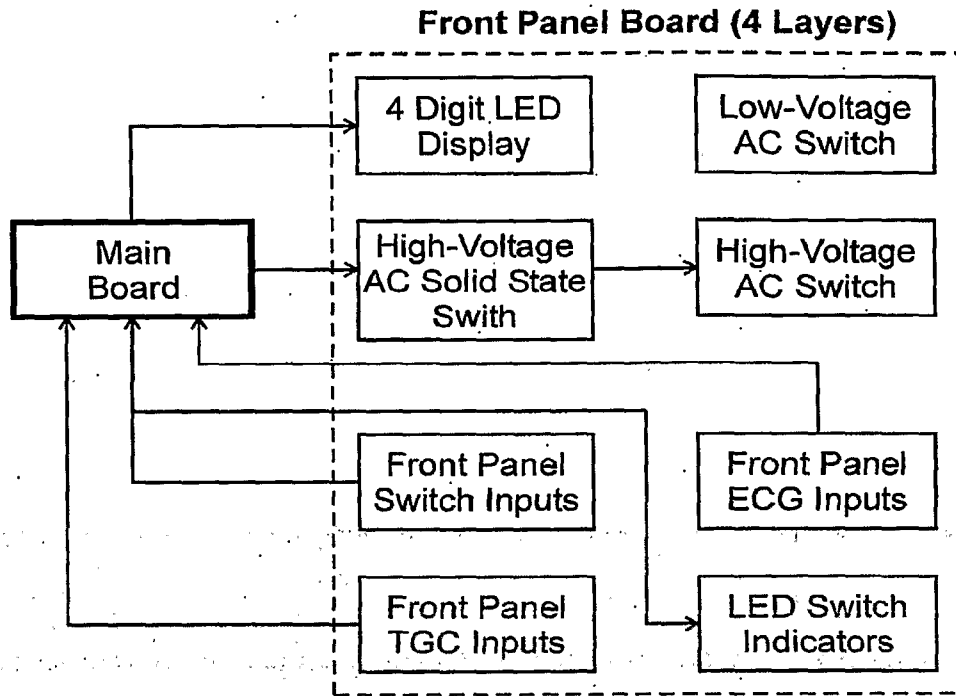 Front Panel Board (4 Layers)
4 Digit LED
Display
Low-Voltage
AC Switch
Main
Board
High-Voltage
AC Solid State
Swith
High-Voltage
AC Switch
Front Panel
Switch Inputs
Front Panel
ECG Inputs
Front Panel
TGC Inputs
LED Switch
Indicators